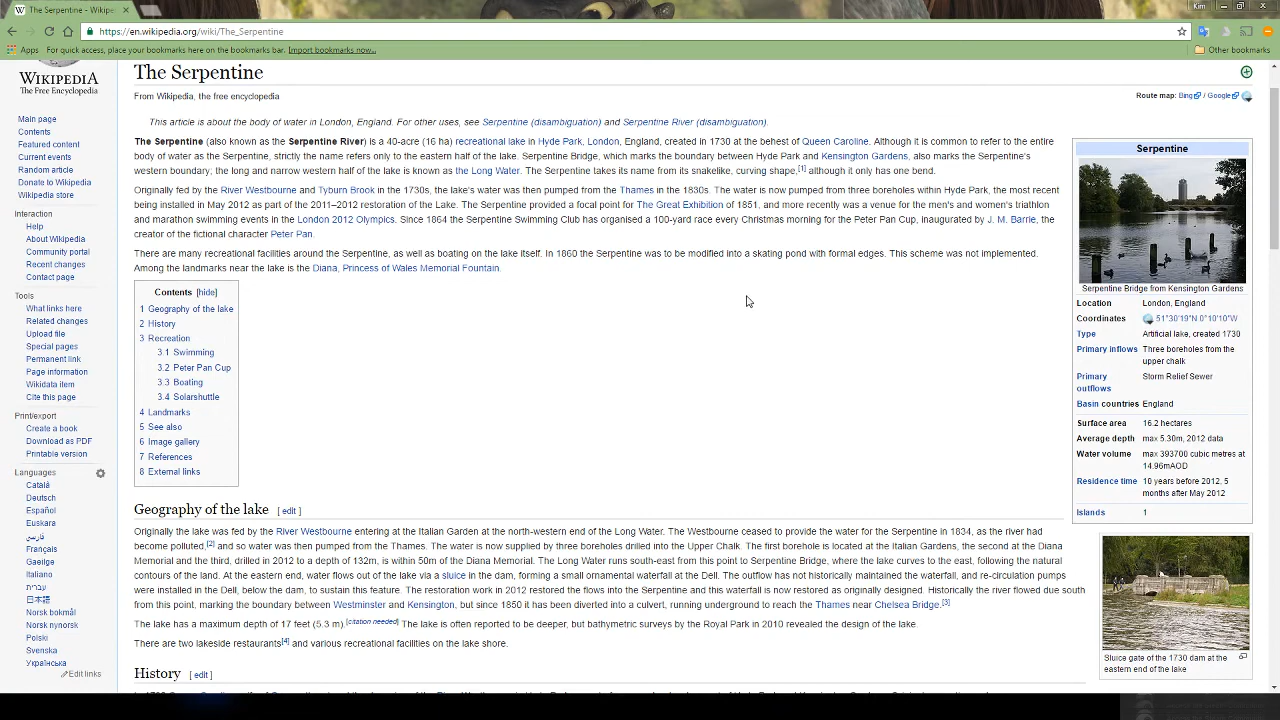 The Serpentine - Wikipe
Kim
https://en.wikipedia.org/wiki/The_Serpentine
Apps For quick access, place your bookmarks here on the bookmarks bar. Import bookmarks now...
Other bookmarks
WIKIPEDIA
The Free Encyclopedia
Main page
Contents
Featured content
Current events
Random article
Donate to Wikipedia
Wikipedia store
Interaction
Help
About Wikipedia
Community portal
Recent changes
Contact page
Tools
What links here
Related changes
Upload file
Special pages
Permanent link
Page information
Wikidata item
Cite this page
Print/export
Create a book
Download as PDF
Printable version
Languages
Català
Deutsch
Español
Euskara
فارسی
Français
Gaeilge
Italiano
עברית
日本語
Norsk bokmål
Norsk nynorsk
Polski
Svenska
Українська
Edit links
The Serpentine
From Wikipedia, the free encyclopedia
Route map: Bing / Google
This article is about the body of water in London, England. For other uses, see Serpentine (disambiguation) and Serpentine River (disambiguation).
The Serpentine (also known as the Serpentine River) is a 40-acre (16 ha) recreational lake in Hyde Park, London, England, created in 1730 at the behest of Queen Caroline. Although it is common to refer to the entire
body of water as the Serpentine, strictly the name refers only to the eastern half of the lake. Serpentine Bridge, which marks the boundary between Hyde Park and Kensington Gardens, also marks the Serpentine's
western boundary; the long and narrow western half of the lake is known as the Long Water. The Serpentine takes its name from its snakelike, curving shape,[1] although it only has one bend.
Originally fed by the River Westbourne and Tyburn Brook in the 1730s, the lake's water was then pumped from the Thames in the 1830s. The water is now pumped from three boreholes within Hyde Park, the most recent
being installed in May 2012 as part of the 2011–2012 restoration of the Lake. The Serpentine provided a focal point for The Great Exhibition of 1851, and more recently was a venue for the men's and women's triathlon
and marathon swimming events in the London 2012 Olympics. Since 1864 the Serpentine Swimming Club has organised a 100-yard race every Christmas morning for the Peter Pan Cup, inaugurated by J. M. Barrie, the
creator of the fictional character Peter Pan.
There are many recreational facilities around the Serpentine, as well as boating on the lake itself. In 1860 the Serpentine was to be modified into a skating pond with formal edges. This scheme was not implemented.
Among the landmarks near the lake is the Diana, Princess of Wales Memorial Fountain.
Contents [hide]
1 Geography of the lake
2 History
3 Recreation
3.1 Swimming
3.2 Peter Pan Cup
3.3 Boating
3.4 Solarshuttle
4 Landmarks
5 See also
6 Image gallery
7 References
8 External links
Serpentine
Serpentine Bridge from Kensington Gardens
Location London, England
Coordinates 51°30′19″N 0°10′10″W
Type Artificial lake, created 1730
Primary inflows Three boreholes from the
upper chalk
Primary Storm Relief Sewer
outflows
Basin countries England
Surface area 16.2 hectares
Average depth max 5.30m, 2012 data
Water volume max 393700 cubic metres at
14.96mAOD
Residence time 10 years before 2012, 5
months after May 2012
Islands 1
Geography of the lake [ edit ]
Originally the lake was fed by the River Westbourne entering at the Italian Garden at the north-western end of the Long Water. The Westbourne ceased to provide the water for the Serpentine in 1834, as the river had
become polluted,[2] and so water was then pumped from the Thames. The water is now supplied by three boreholes drilled into the Upper Chalk. The first borehole is located at the Italian Gardens, the second at the Diana
Memorial and the third, drilled in 2012 to a depth of 132m, is within 50m of the Diana Memorial. The Long Water runs south-east from this point to Serpentine Bridge, where the lake curves to the east, following the natural
contours of the land. At the eastern end, water flows out of the lake via a sluice in the dam, forming a small ornamental waterfall at the Dell. The outflow has not historically maintained the waterfall, and re-circulation pumps
were installed in the Dell, below the dam, to sustain this feature. The restoration work in 2012 restored the flows into the Serpentine and this waterfall is now restored as originally designed. Historically the river flowed due south
from this point, marking the boundary between Westminster and Kensington, but since 1850 it has been diverted into a culvert, running underground to reach the Thames near Chelsea Bridge.[3]
The lake has a maximum depth of 17 feet (5.3 m).[citation needed] The lake is often reported to be deeper, but bathymetric surveys by the Royal Park in 2010 revealed the design of the lake.
There are two lakeside restaurants[4] and various recreational facilities on the lake shore.
Sluice gate of the 1730 dam at the
eastern end of the lake
History [ edit ]